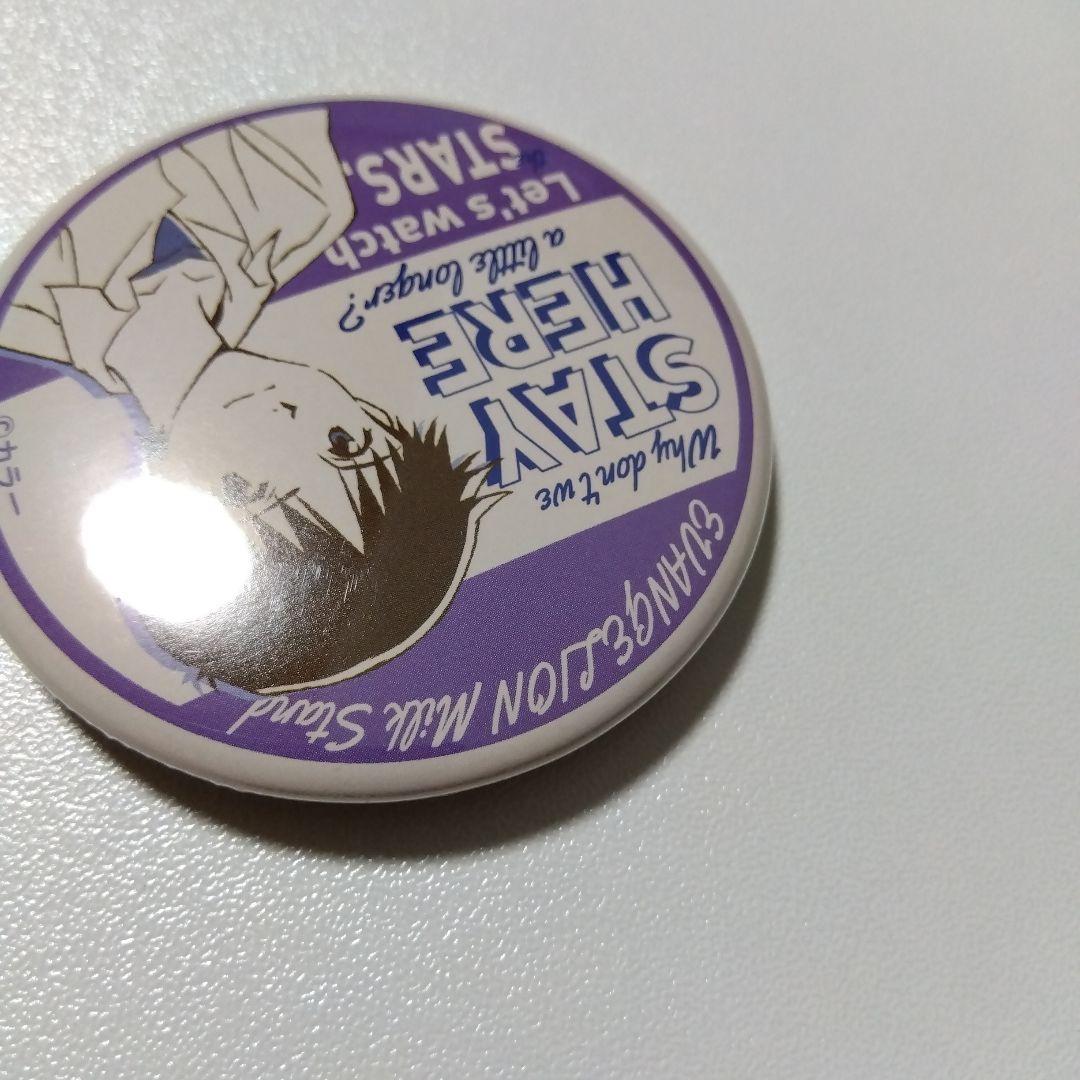 EVANGELION Milk Stand
Why don't we
STAY
HERE
a little longer?
Let's watch
the
STARS.
©カラー